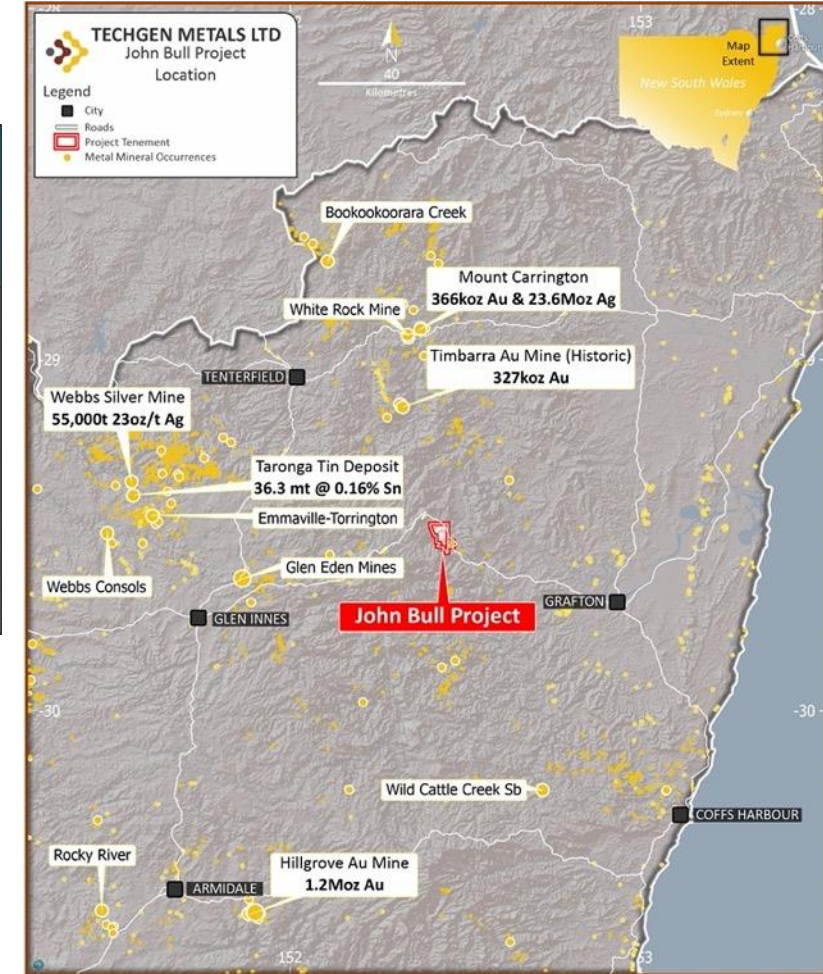 TECHGEN METALS LTD
John Bull Project
Location
Legend
City
Roads
Project Tenement
Metal Mineral Occurrences
N
40
Kilometres
153
-28
Map
Extent
Coffs
Harbour
New South Wales
Sydney
Bookookoorara Creek
Mount Carrington
366koz Au & 23.6Moz Ag
White Rock Mine
-29
Timbarra Au Mine (Historic)
327koz Au
TENTERFIELD
Webbs Silver Mine
55,000t 23oz/t Ag
Taronga Tin Deposit
36.3 mt @ 0.16% Sn
Emmaville-Torrington
Glen Eden Mines
Webbs Consols
John Bull Project
GRAFTON
GLEN INNES
-30
-30
Wild Cattle Creek Sb
COFFS HARBOUR
Rocky River
Hillgrove Au Mine
1.2Moz Au
ARMIDALE
152
153